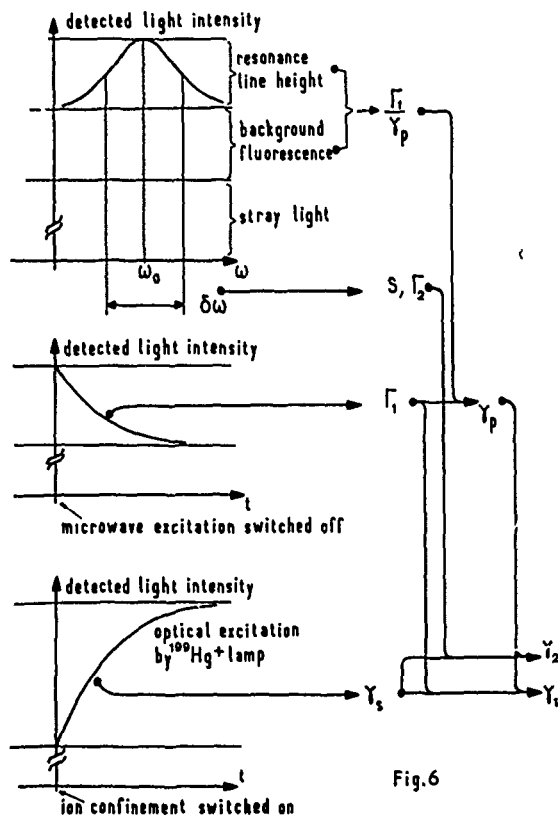 detected light intensity
resonance
line height
Γ₁
γp
background
fluorescence
stray light
ω₀
ω
δω
S, Γ₂
detected light intensity
Γ₁
γp
t
microwave excitation switched off
detected light intensity
optical excitation
by ¹⁹⁹Hg⁺ lamp
γ₂
γs
γ₁
t
Fig.6
ion confinement switched on